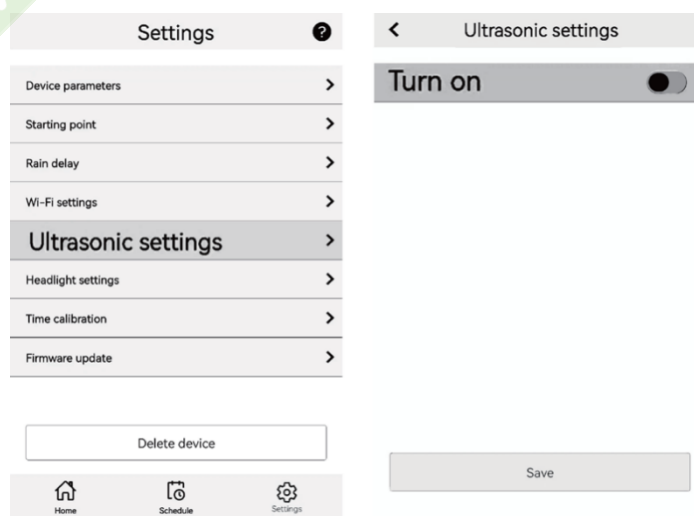 Settings
?
Device parameters
Starting point
Rain delay
Wi-Fi settings
Ultrasonic settings
Headlight settings
Time calibration
Firmware update
Delete device
Home
Schedule
Settings
Ultrasonic settings
Turn on
Save